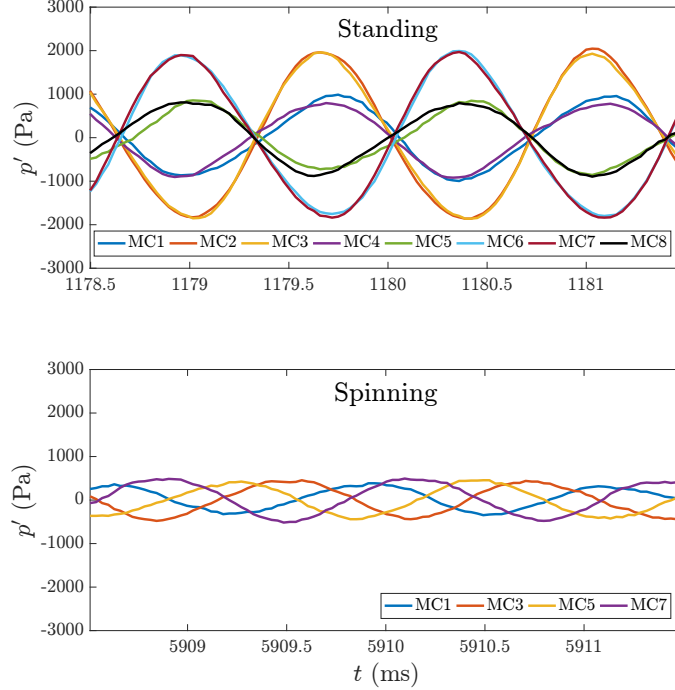 Standing
p′ (Pa)
3000
2000
1000
0
-1000
-2000
-3000
MC1 MC2 MC3 MC4 MC5 MC6 MC7 MC8
1178.5 1179 1179.5 1180 1180.5 1181
Spinning
p′ (Pa)
3000
2000
1000
0
-1000
-2000
-3000
MC1 MC3 MC5 MC7
5909 5909.5 5910 5910.5 5911
t (ms)